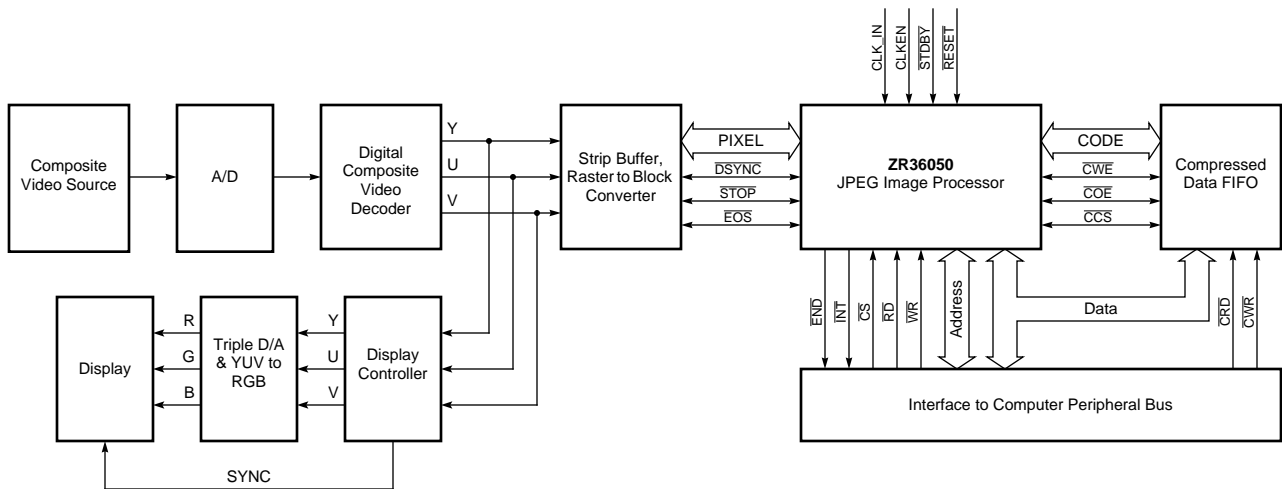 CLK_IN
CLKEN
STDBY
RESET
Composite
Video Source
A/D
Digital
Composite
Video
Decoder
Y
U
V
Strip Buffer,
Raster to Block
Converter
PIXEL
DSYNC
STOP
EOS
ZR36050
JPEG Image Processor
CODE
CWE
COE
CCS
Compressed
Data FIFO
END
INT
CS
RD
WR
Address
Data
CRD
CWR
Display
R
G
B
Triple D/A
& YUV to
RGB
Y
U
V
Display
Controller
Interface to Computer Peripheral Bus
SYNC